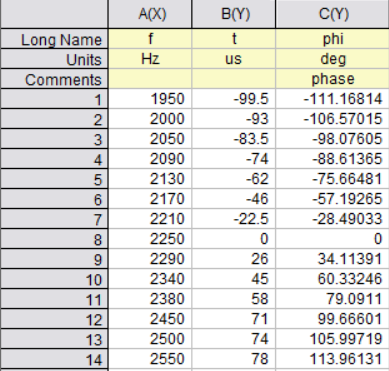 A(X) B(Y) C(Y)
Long Name f t phi
Units Hz us deg
Comments phase
1 1950 -99.5 -111.16814
2 2000 -93 -106.57015
3 2050 -83.5 -98.07605
4 2090 -74 -88.61365
5 2130 -62 -75.66481
6 2170 -46 -57.19265
7 2210 -22.5 -28.49033
8 2250 0 0
9 2290 26 34.11391
10 2340 45 60.33246
11 2380 58 79.0911
12 2450 71 99.66601
13 2500 74 105.99719
14 2550 78 113.96131